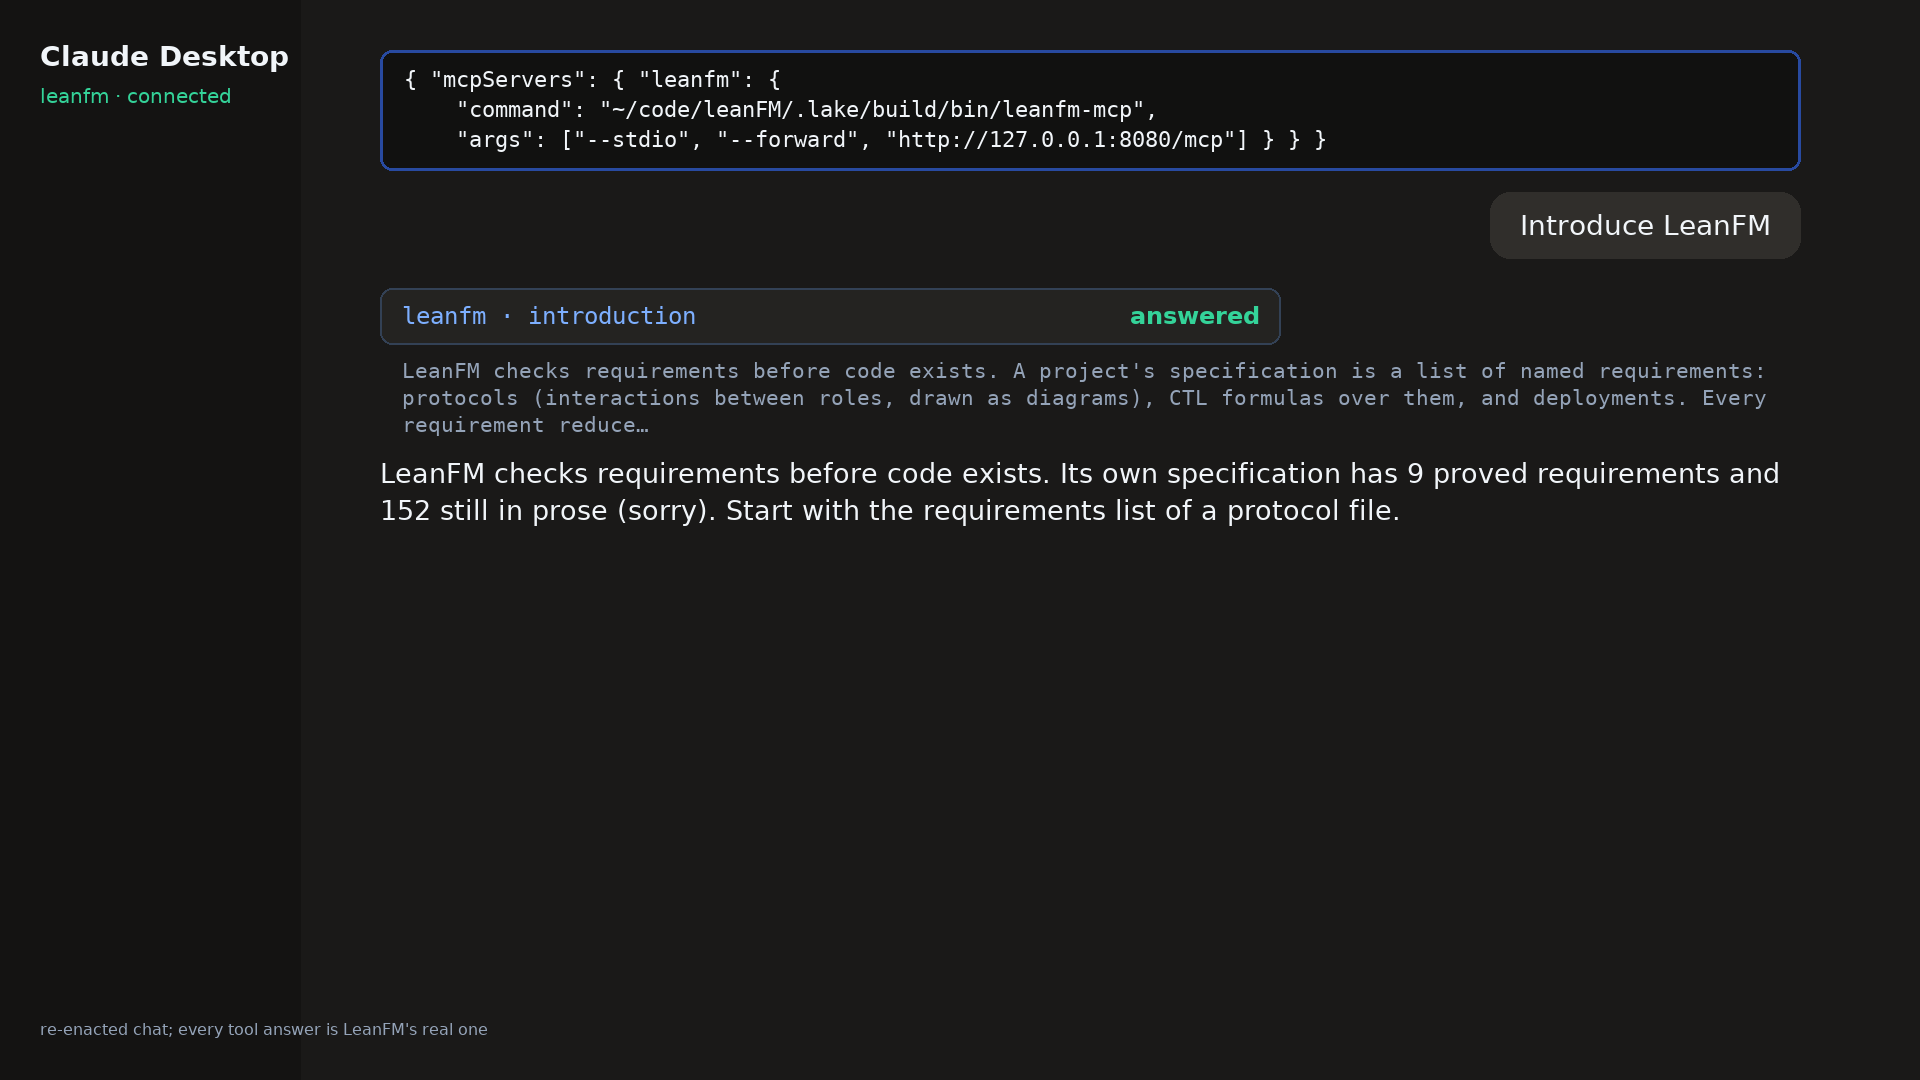 Claude Desktop
leanfm · connected
{ "mcpServers": { "leanfm": {
"command": "~/code/leanFM/.lake/build/bin/leanfm-mcp",
"args": ["--stdio", "--forward", "http://127.0.0.1:8080/mcp"] } } }
Introduce LeanFM
leanfm · introduction answered
LeanFM checks requirements before code exists. A project's specification is a list of named requirements:
protocols (interactions between roles, drawn as diagrams), CTL formulas over them, and deployments. Every
requirement reduce…
LeanFM checks requirements before code exists. Its own specification has 9 proved requirements and
152 still in prose (sorry). Start with the requirements list of a protocol file.
re-enacted chat; every tool answer is LeanFM's real one